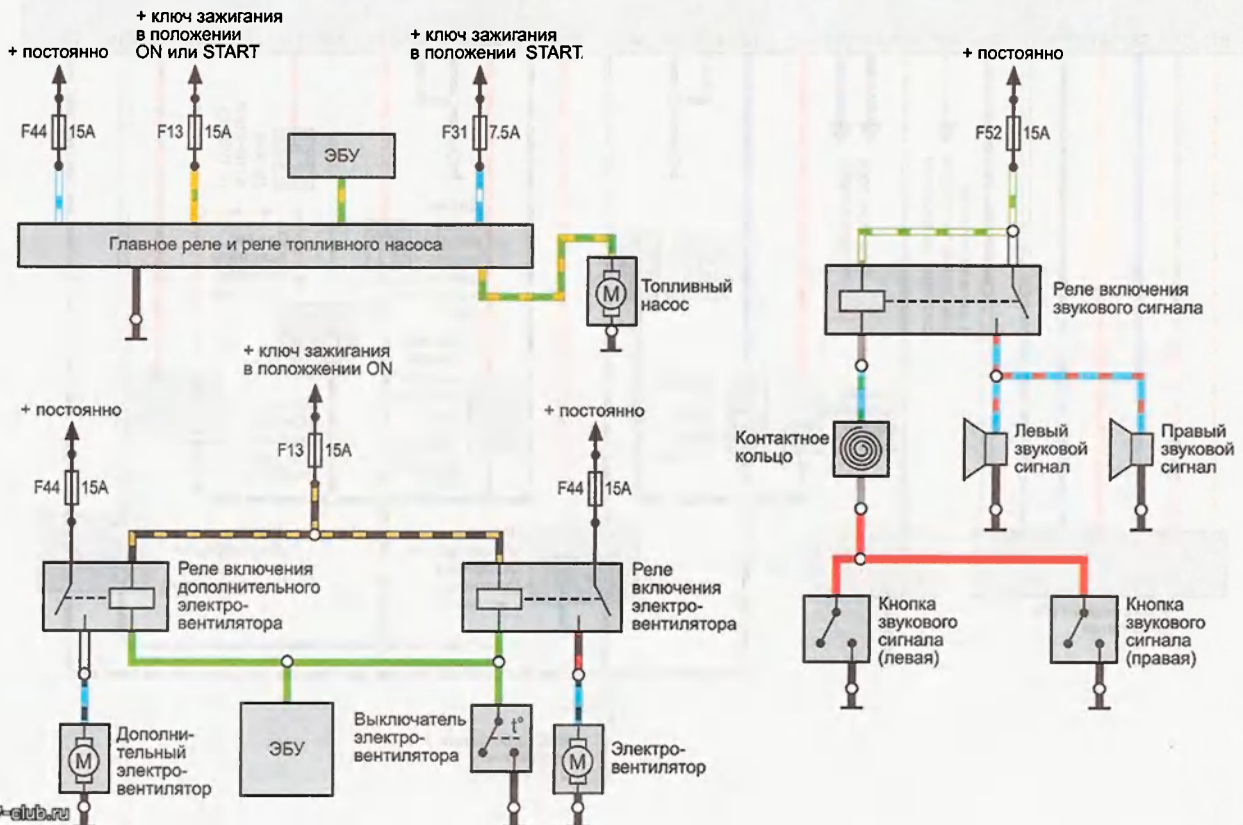 + постоянно
+ ключ зажигания
в положении
ON или START
+ ключ зажигания
в положении START.
+ постоянно
F44
15A
F13
15A
ЭБУ
F31
7.5A
F52
15A
Главное реле и реле топливного насоса
Топливный
насос
M
Реле включения
звукового сигнала
+ ключ зажигания
в положжении ON
+ постоянно
+ постоянно
F13
15A
F44
15A
F44
15A
Контактное
кольцо
Левый
звуковой
сигнал
Правый
звуковой
сигнал
Реле включения
дополнительного
электро-
вентилятора
Реле
включения
электро-
вентилятора
Кнопка
звукового
сигнала
(левая)
Кнопка
звукового
сигнала
(правая)
M
Дополни-
тельный
электро-
вентилятор
ЭБУ
Выключатель
электро-
вентилятора
t°
M
Электро-
вентилятор
-club.ru